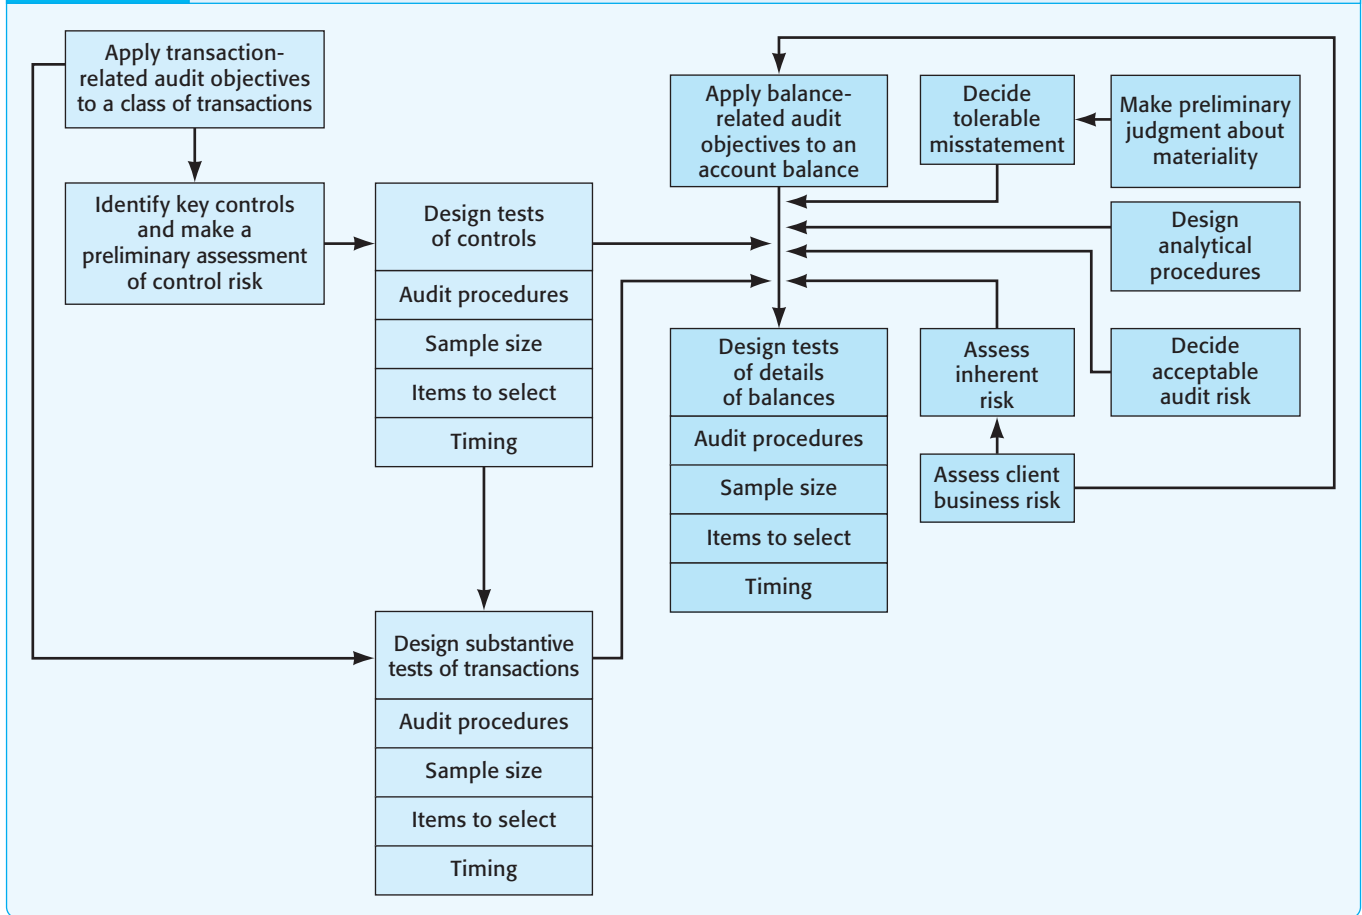 Apply transaction-
related audit objectives
to a class of transactions
Identify key controls
and make a
preliminary assessment
of control risk
Design tests
of controls
Audit procedures
Sample size
Items to select
Timing
Design substantive
tests of transactions
Audit procedures
Sample size
Items to select
Timing
Apply balance-
related audit
objectives to an
account balance
Decide
tolerable
misstatement
Make preliminary
judgment about
materiality
Design
analytical
procedures
Design tests
of details
of balances
Audit procedures
Sample size
Items to select
Timing
Assess
inherent
risk
Decide
acceptable
audit risk
Assess client
business risk